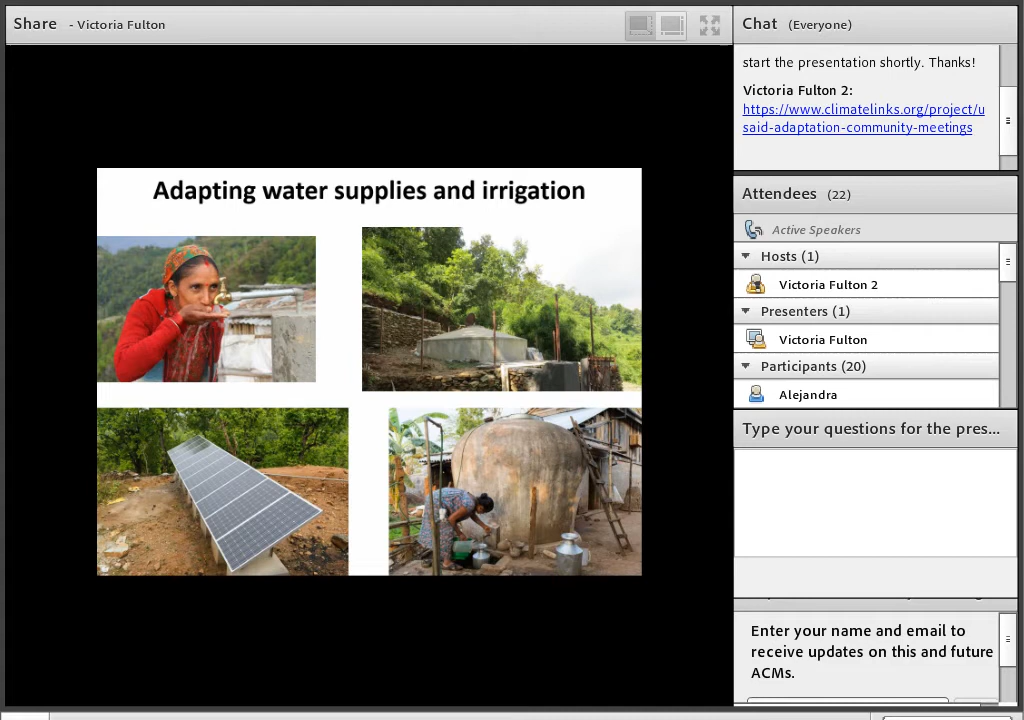 Share - Victoria Fulton
Adapting water supplies and irrigation
Chat (Everyone)
start the presentation shortly. Thanks!
Victoria Fulton 2:
https://www.climatelinks.org/project/u
said-adaptation-community-meetings
Attendees (22)
Active Speakers
Hosts (1)
Victoria Fulton 2
Presenters (1)
Victoria Fulton
Participants (20)
Alejandra
Type your questions for the pres...
Enter your name and email to
receive updates on this and future
ACMs.